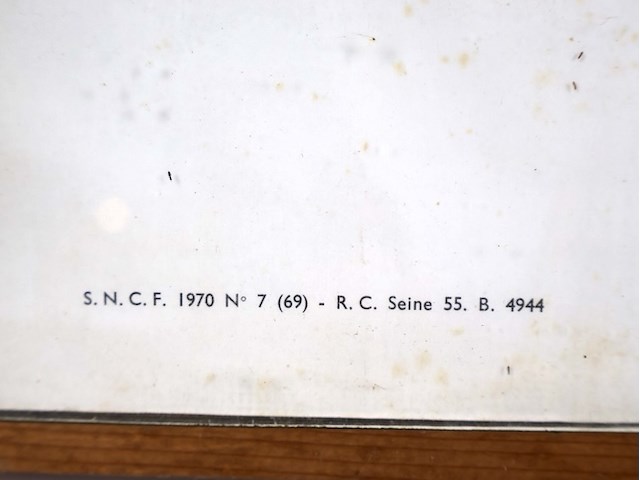 S. N. C. F. 1970 N° 7 (69) - R. C. Seine 55. B. 4944